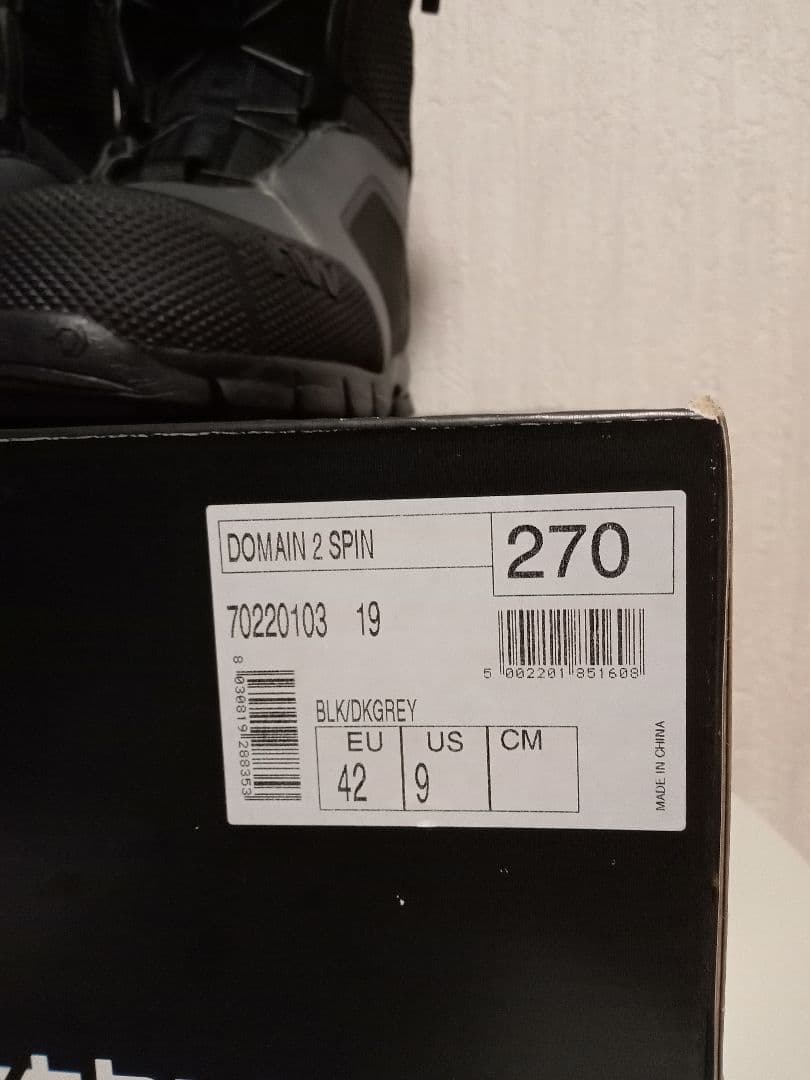 DOMAIN 2 SPIN
270
70220103 19
5 002201 851608
8 030819 288353
BLK/DKGREY
EU US CM
42 9
MADE IN CHINA